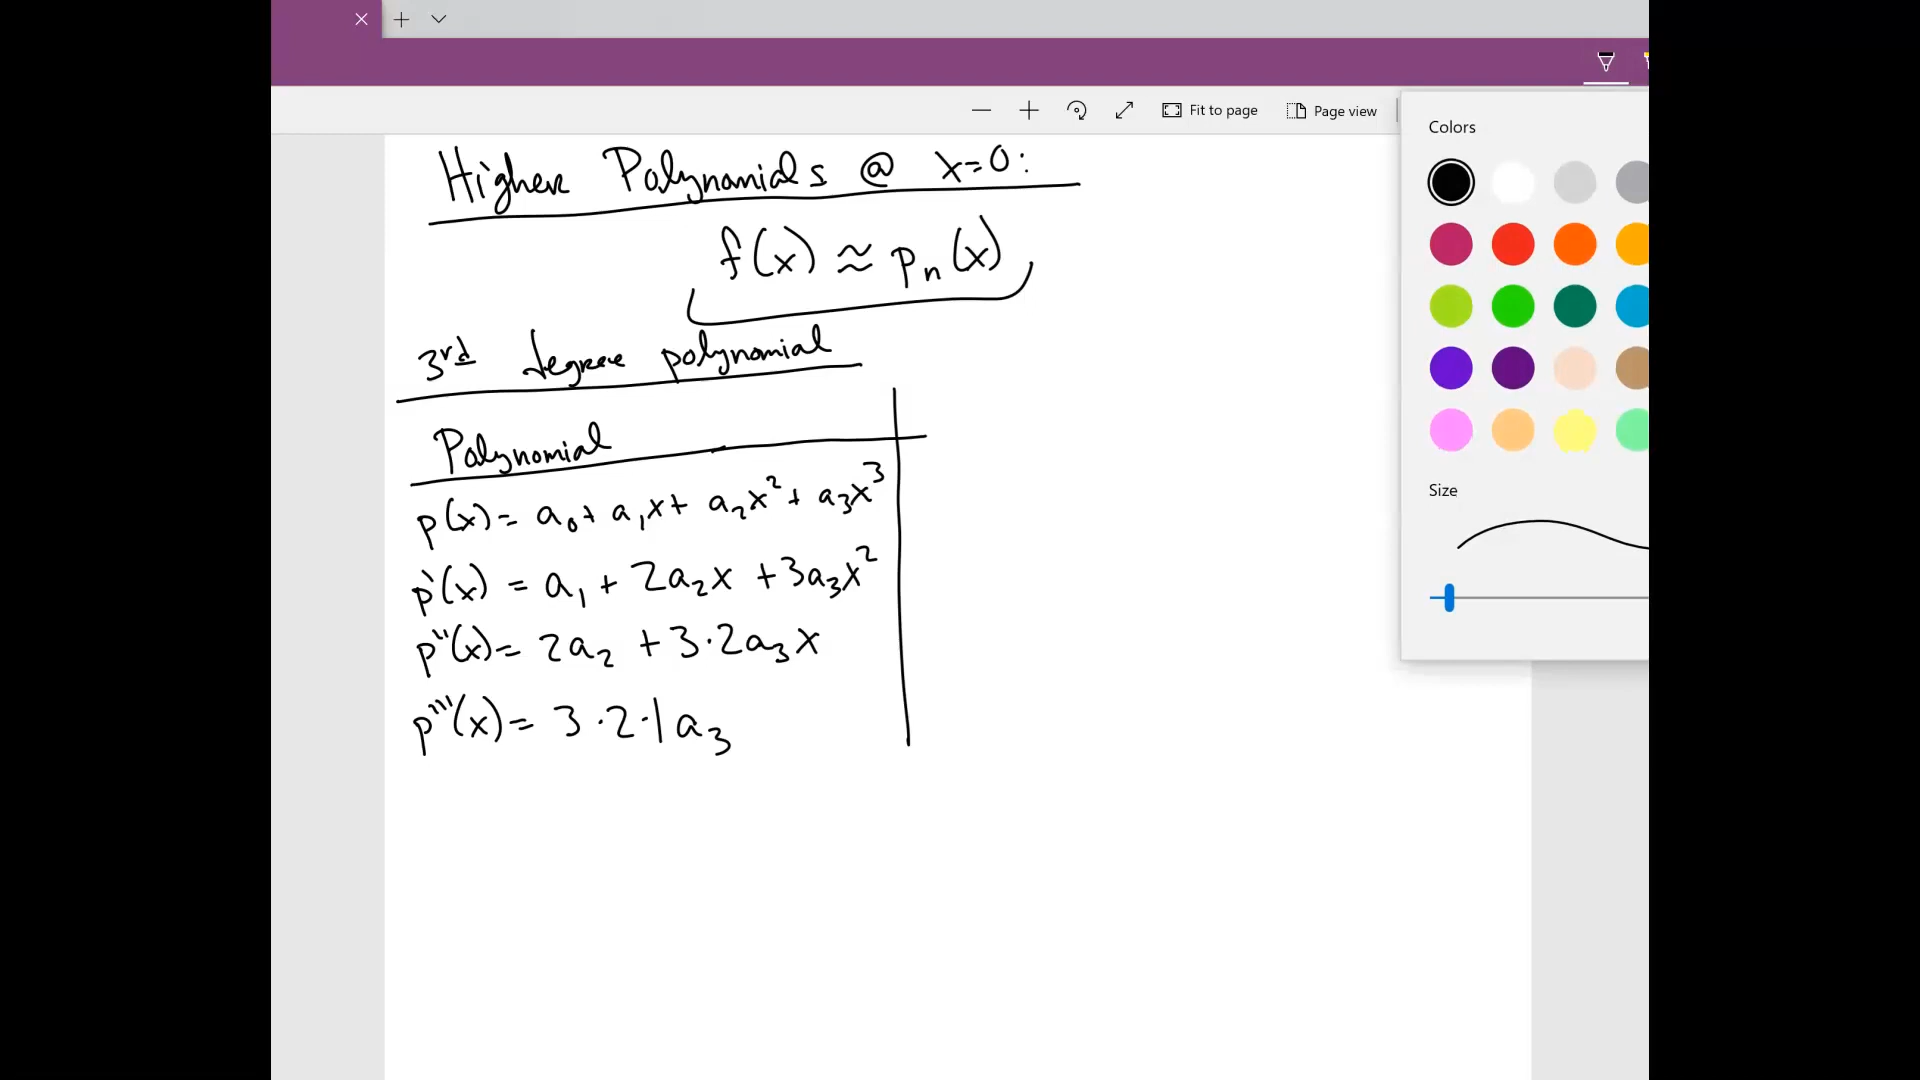 Fit to page
Page view
Colors
Size
Higher Polynomials @ x=0:
f(x) ≈ pₙ(x)
3rd degree polynomial
Polynomial
p(x) = a₀ + a₁x + a₂x² + a₃x³
p'(x) = a₁ + 2a₂x + 3a₃x²
p''(x) = 2a₂ + 3·2a₃x
p'''(x) = 3·2·1a₃